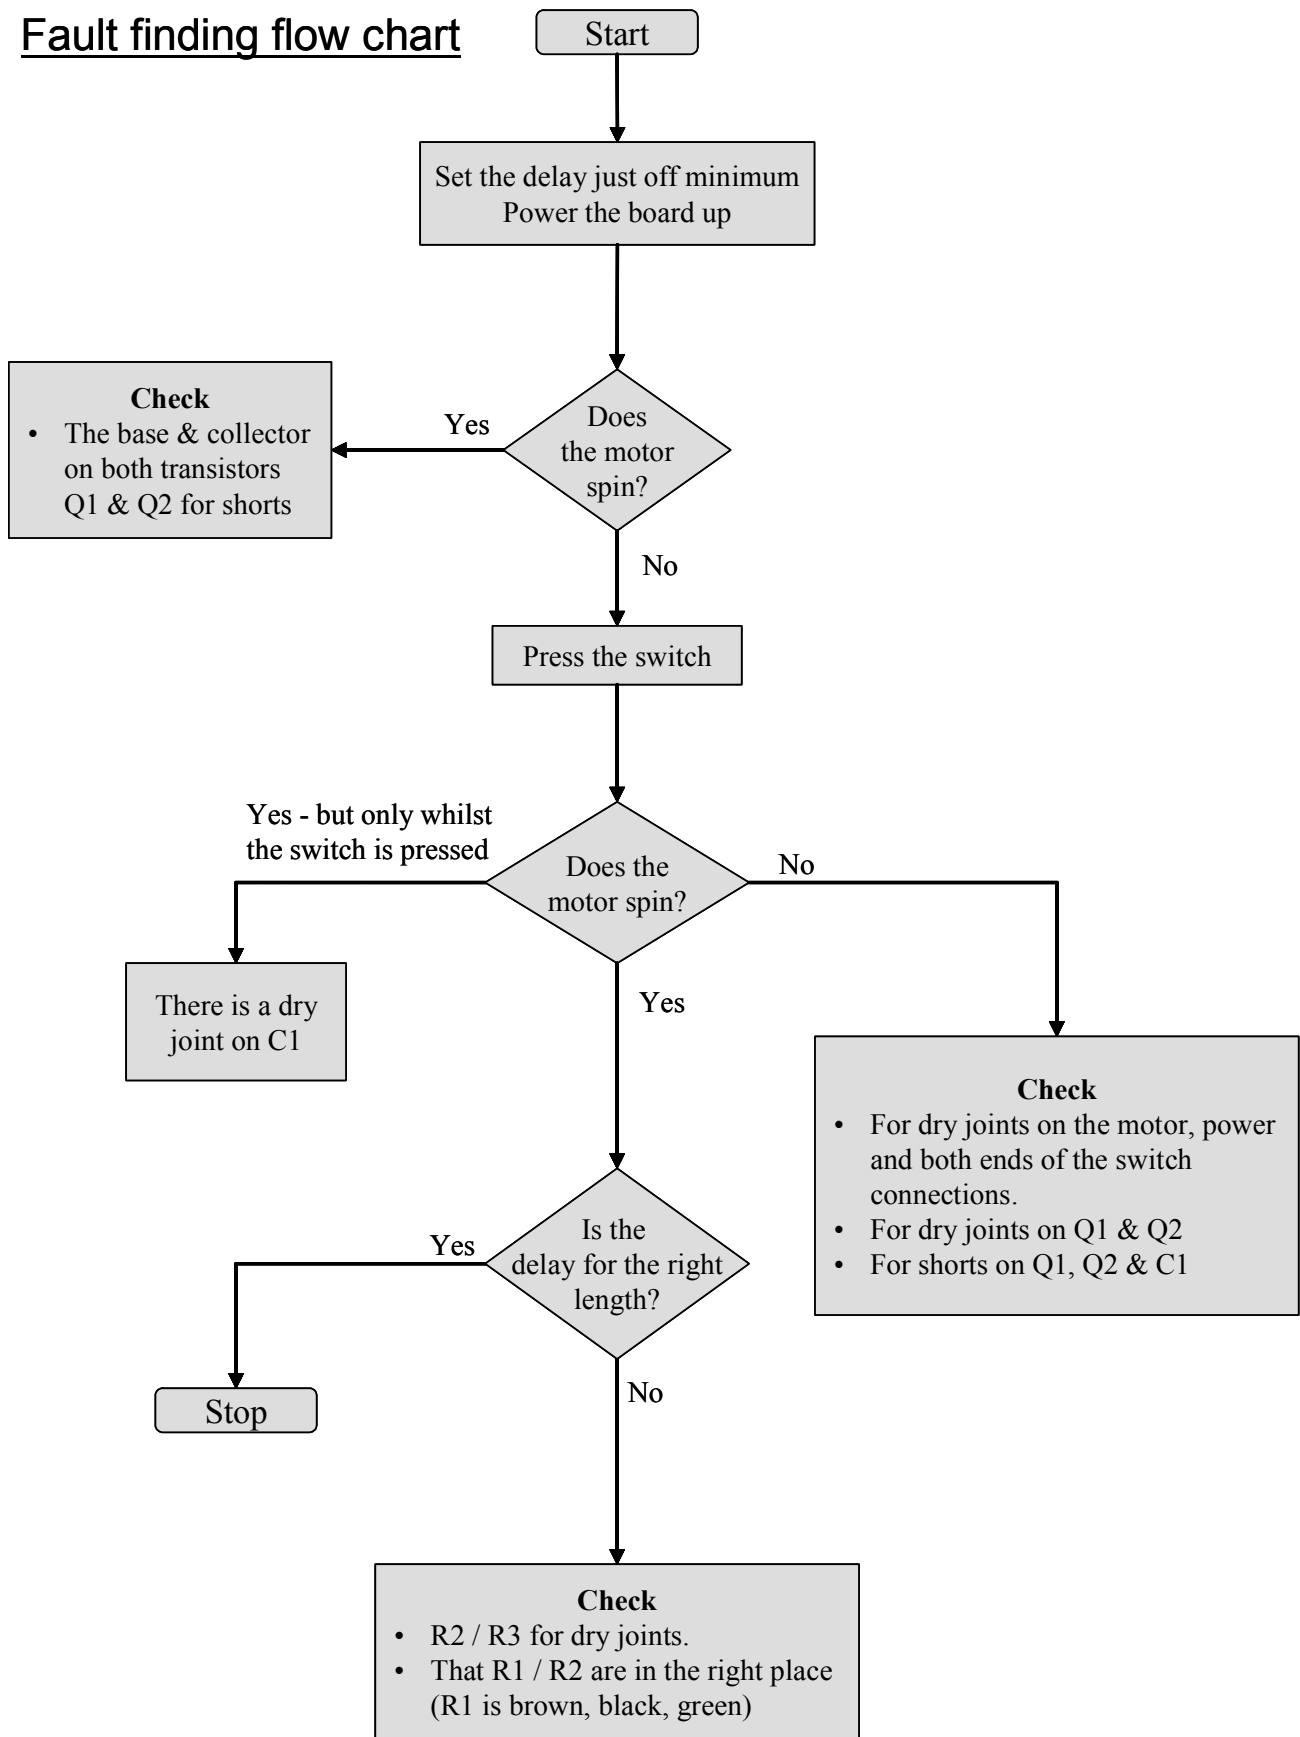 Fault finding flow chart
Start
Set the delay just off minimum
Power the board up
Check
• The base & collector
on both transistors
Q1 & Q2 for shorts
Yes
Does
the motor
spin?
No
Press the switch
Yes - but only whilst
the switch is pressed
Does the
motor spin?
No
There is a dry
joint on C1
Yes
Check
• For dry joints on the motor, power
and both ends of the switch
connections.
• For dry joints on Q1 & Q2
• For shorts on Q1, Q2 & C1
Yes
Is the
delay for the right
length?
Stop
No
Check
• R2 / R3 for dry joints.
• That R1 / R2 are in the right place
(R1 is brown, black, green)